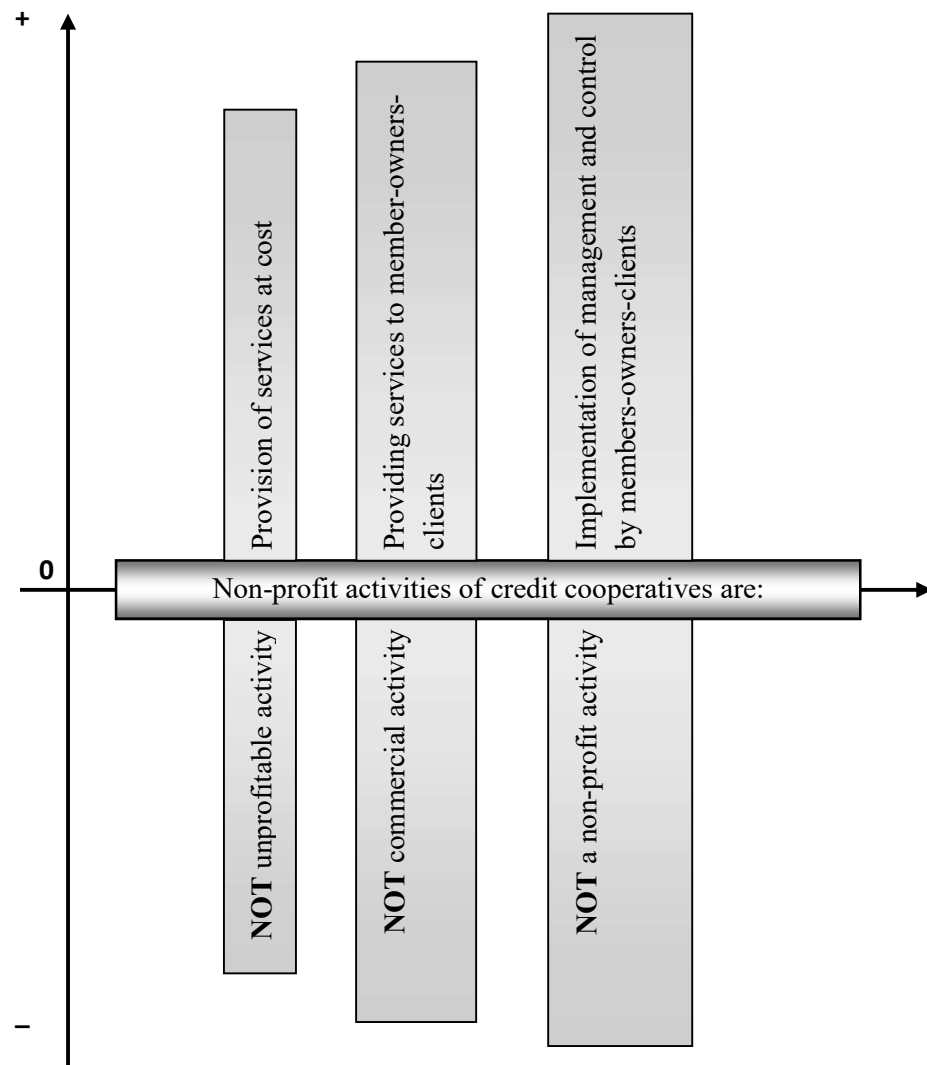 +
Provision of services at cost
Providing services to member-owners-
clients
Implementation of management and control
by members-owners-clients
0
Non-profit activities of credit cooperatives are:
NOT unprofitable activity
NOT commercial activity
NOT a non-profit activity
–